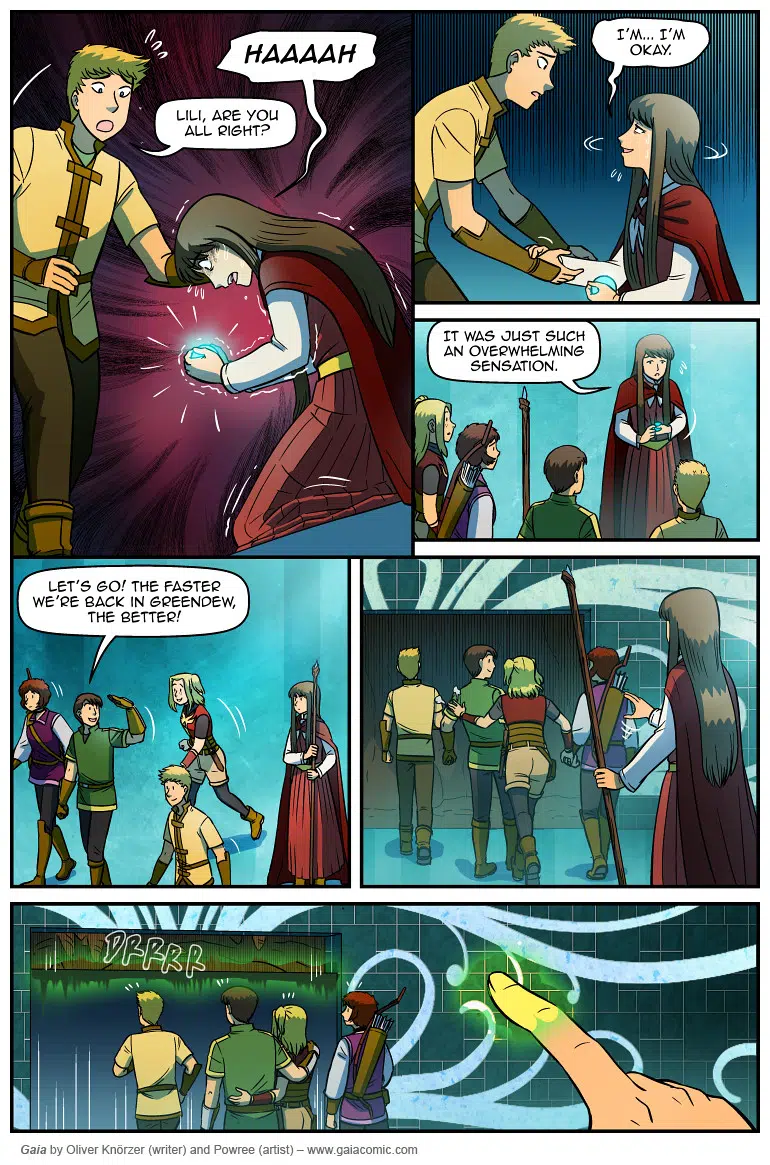 HAAAAH
LILI, ARE YOU
ALL RIGHT?
I'M... I'M
OKAY.
IT WAS JUST SUCH
AN OVERWHELMING
SENSATION.
LET'S GO! THE FASTER
WE'RE BACK IN GREENDEW,
THE BETTER!
DRRRR
Gaia by Oliver Knörzer (writer) and Powree (artist) – www.gaiacomic.com